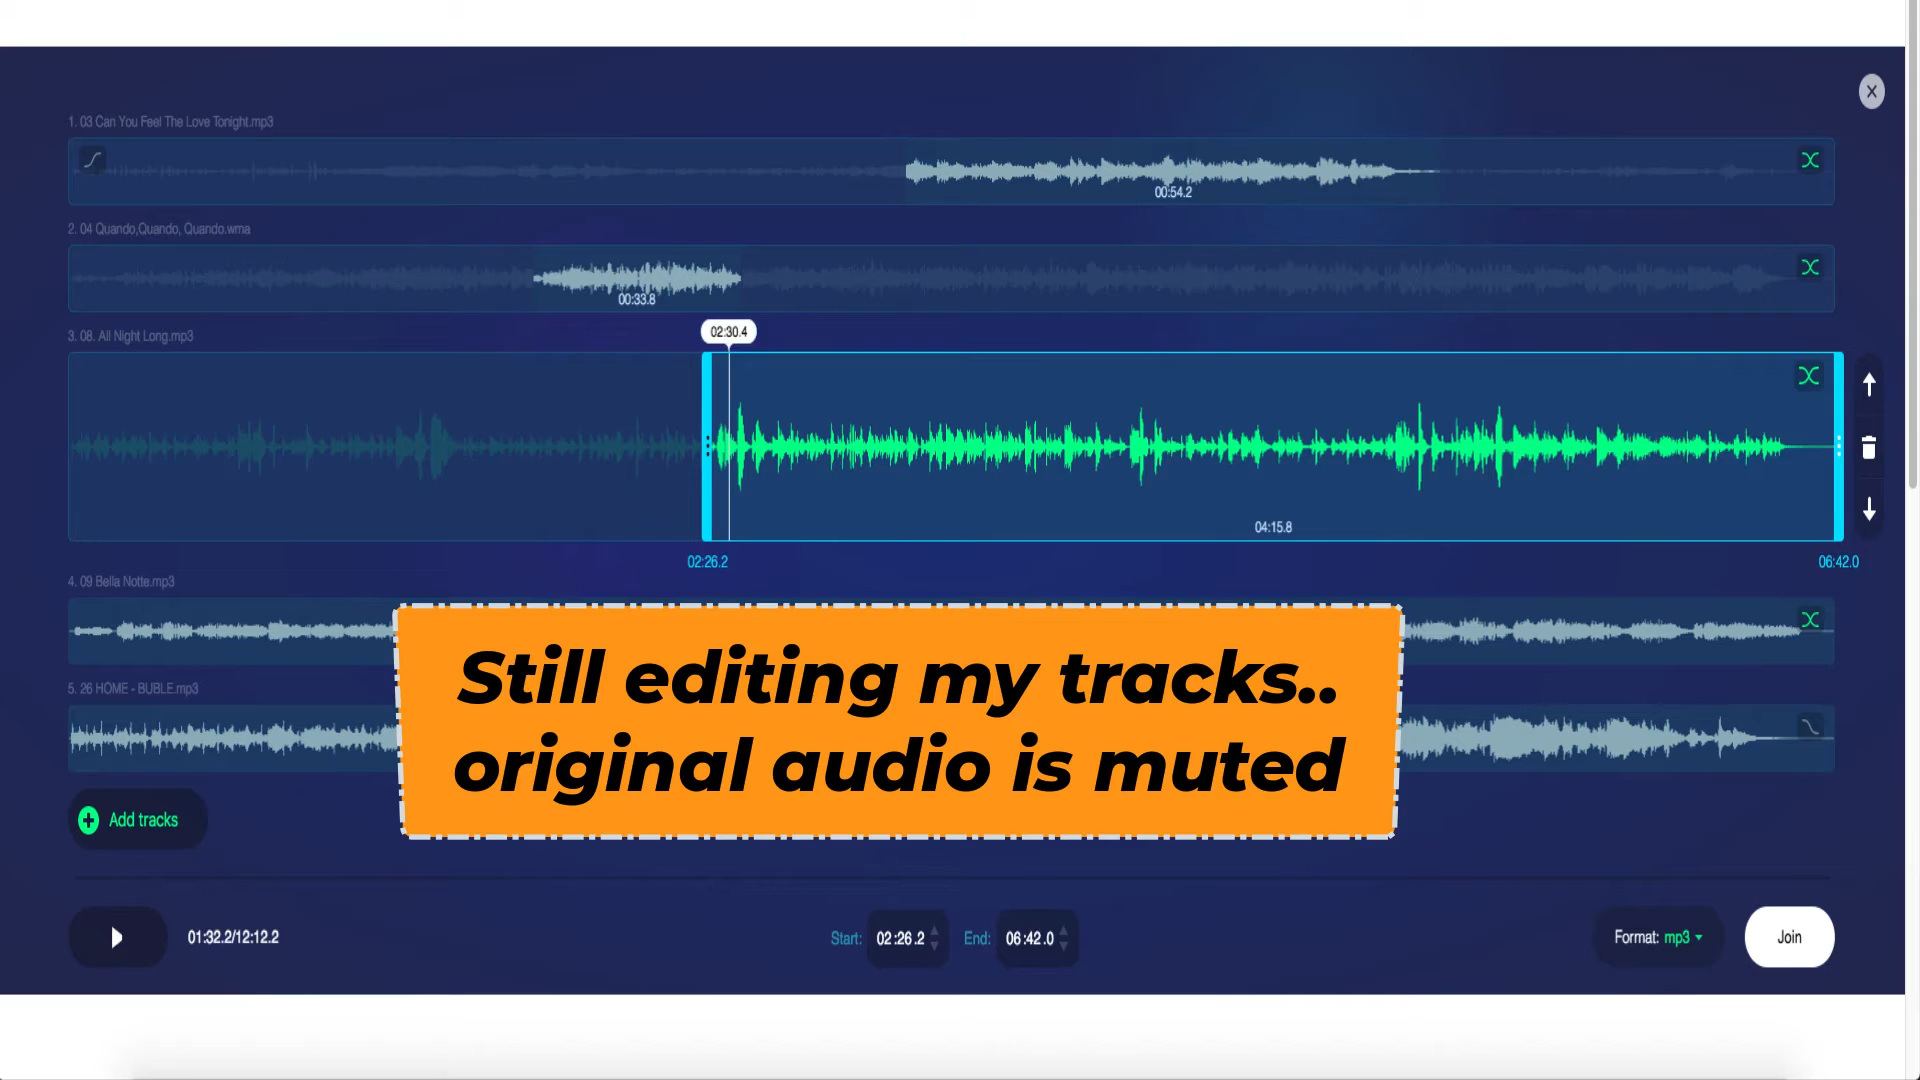 1. 03 Can You Feel The Love Tonight.mp3
00:54.2
2. 04 Quando,Quando, Quando.wma
00:33.8
02:30.4
3. 08. All Night Long.mp3
04:15.8
02:26.2
06:42.0
4. 09 Bella Notte.mp3
5. 26 HOME - BUBLE.mp3
Still editing my tracks..
original audio is muted
Add tracks
01:32.2/12:12.2
Start: 02:26.2 End: 06:42.0
Format: mp3
Join